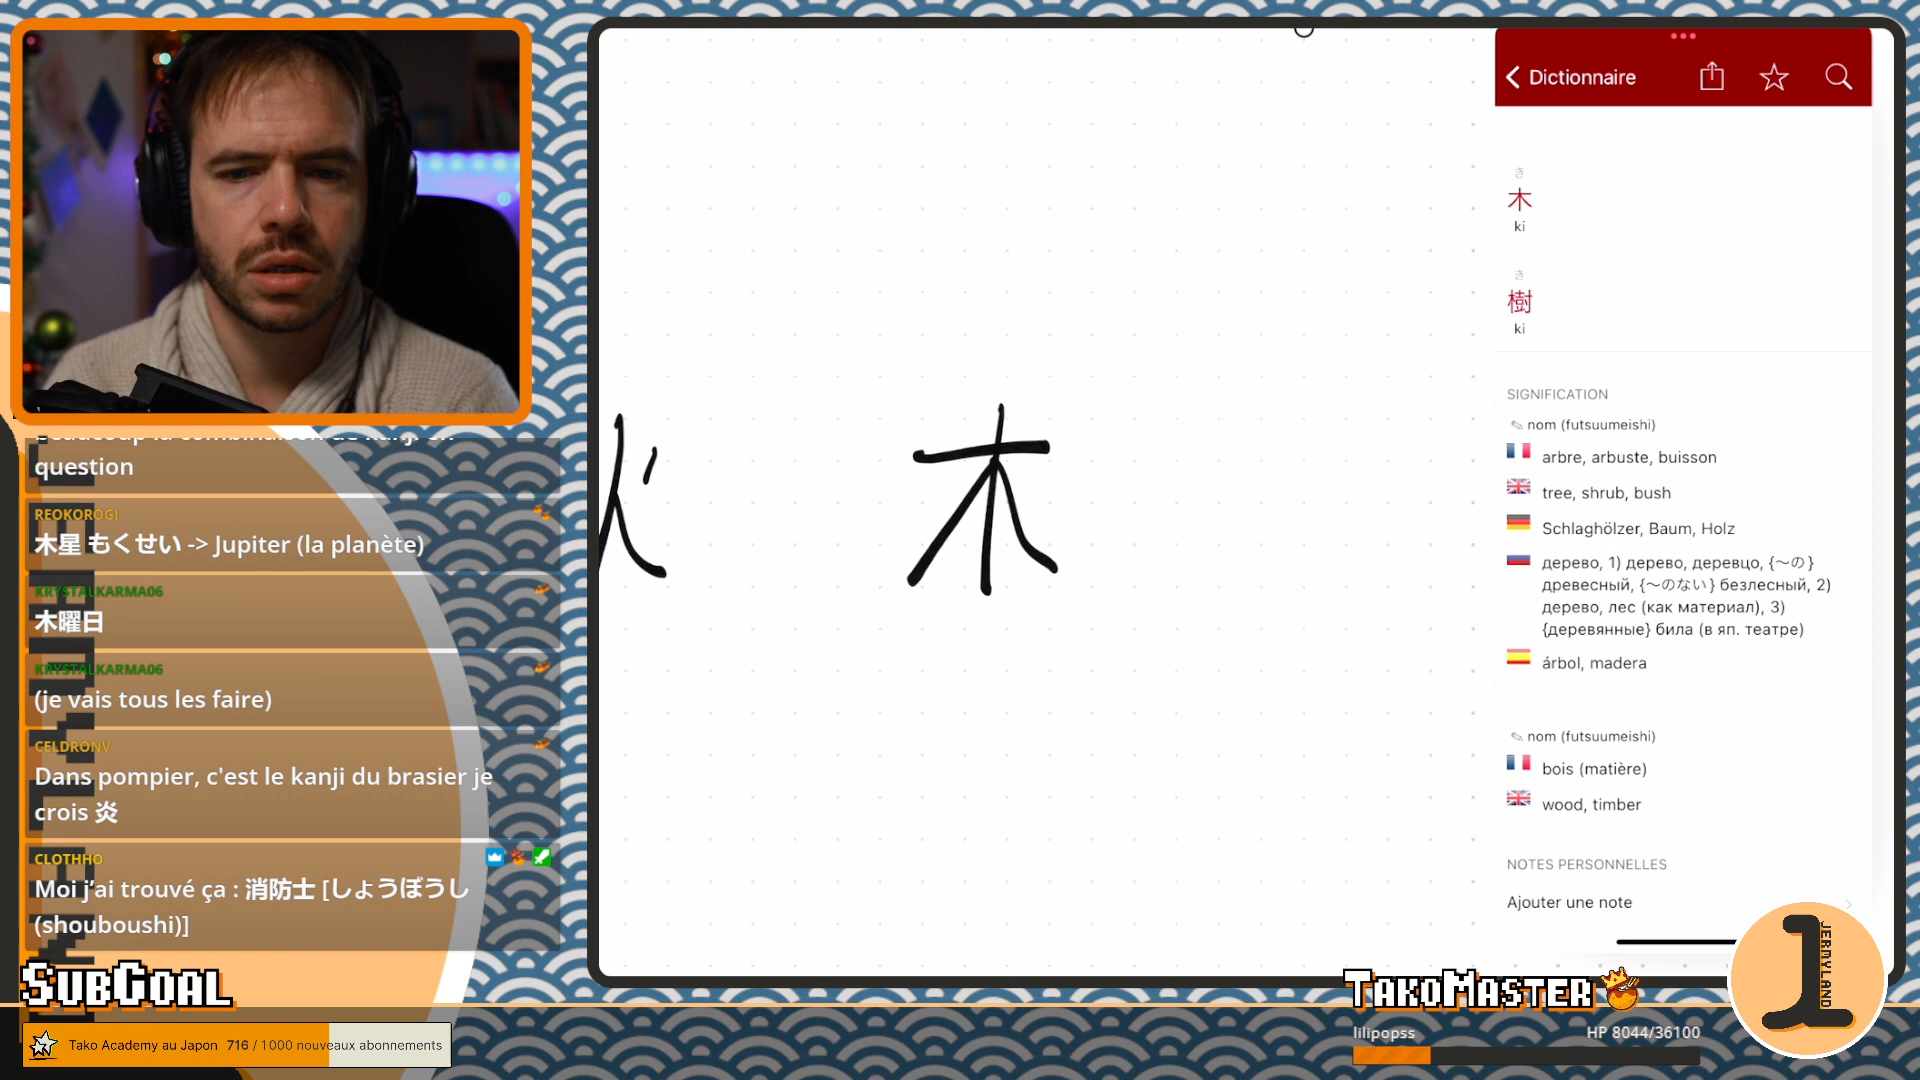 question
REOKOROGI
木星 もくせい -> Jupiter (la planète)
KRYSTALKARMA06
木曜日
KRYSTALKARMA06
(je vais tous les faire)
CELDRONV
Dans pompier, c'est le kanji du brasier je
crois 炎
CLOTHHO
Moi j'ai trouvé ça : 消防士 [しょうぼうし
(shouboushi)]
SUBGOAL
Tako Academy au Japon 716 / 1000 nouveaux abonnements
木
Dictionnaire
き
木
ki
き
樹
ki
SIGNIFICATION
nom (futsuumeishi)
arbre, arbuste, buisson
tree, shrub, bush
Schlaghölzer, Baum, Holz
дерево, 1) дерево, деревцо, {〜の}
древесный, {〜のない} безлесный, 2)
дерево, лес (как материал), 3)
{деревянные} била (в яп. театре)
árbol, madera
nom (futsuumeishi)
bois (matière)
wood, timber
NOTES PERSONNELLES
Ajouter une note
TAKOMASTER
lilipopss
HP 8044/36100
JERMYLAND